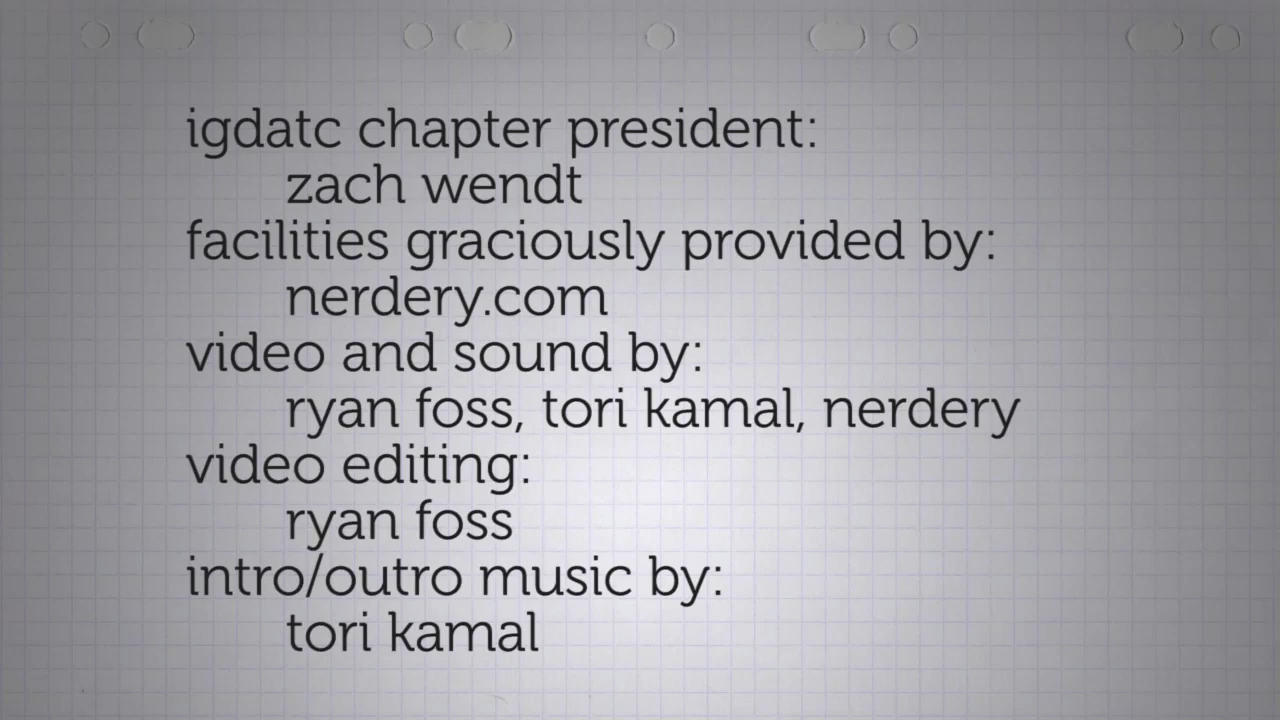 igdatc chapter president:
zach wendt
facilities graciously provided by:
nerdery.com
video and sound by:
ryan foss, tori kamal, nerdery
video editing:
ryan foss
intro/outro music by:
tori kamal